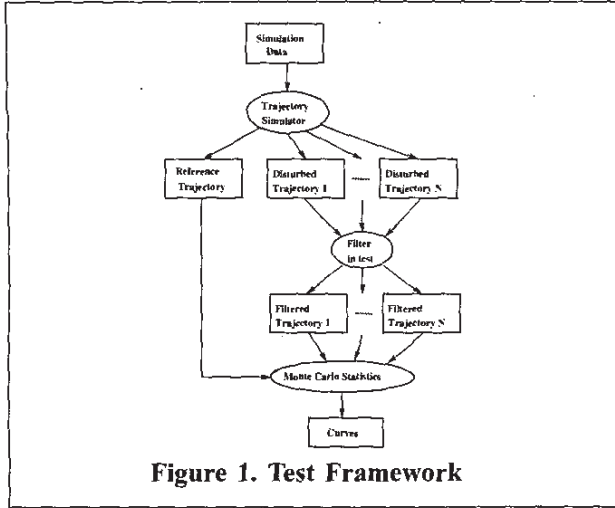 Simulation
Data
Trajectory
Simulator
Reference
Trajectory
Disturbed
Trajectory 1
Disturbed
Trajectory N
Filter
in test
Filtered
Trajectory 1
Filtered
Trajectory N
Monte Carlo Statistics
Curves
Figure 1. Test Framework